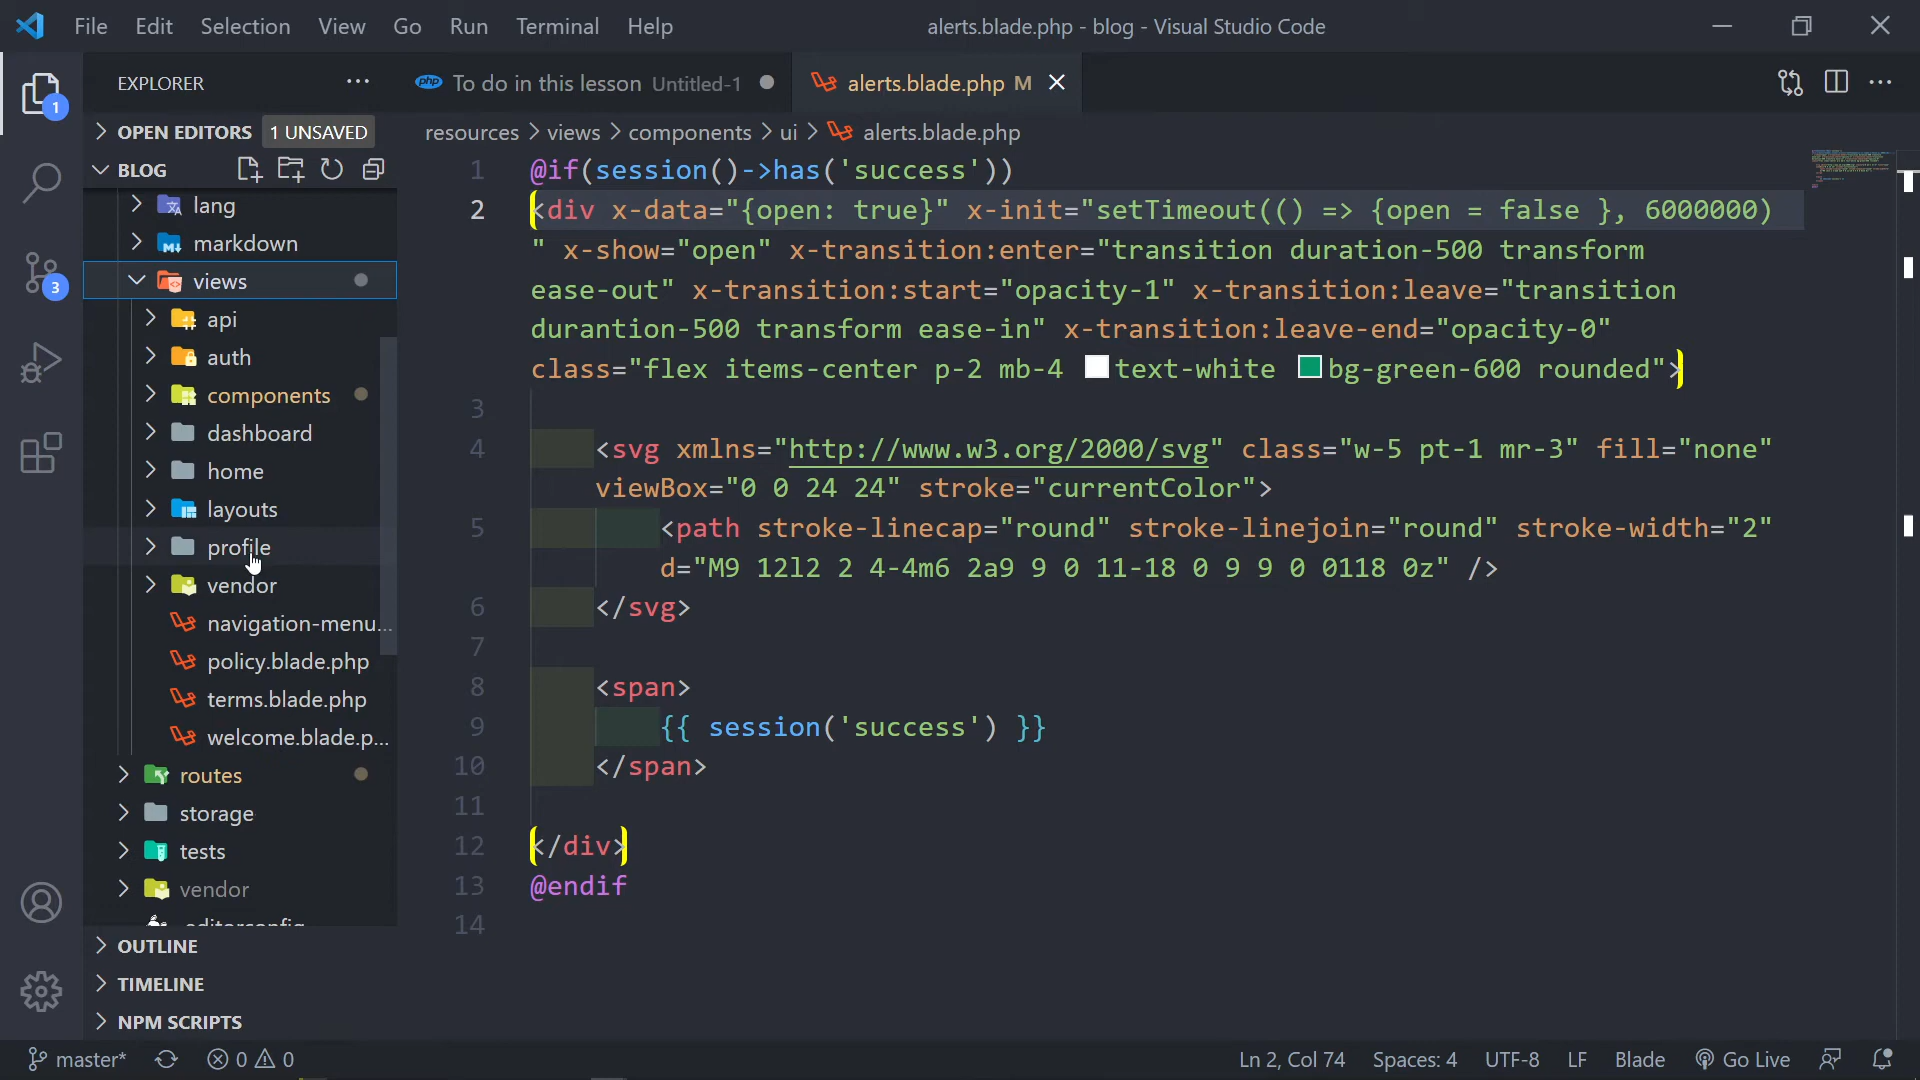 File Edit Selection View Go Run Terminal Help alerts.blade.php - blog - Visual Studio Code
EXPLORER
php To do in this lesson Untitled-1 alerts.blade.php M
1
OPEN EDITORS 1 UNSAVED
resources > views > components > ui > alerts.blade.php
BLOG
lang
markdown
views
api
auth
components
dashboard
home
layouts
profile
vendor
navigation-menu...
policy.blade.php
terms.blade.php
welcome.blade.p...
routes
storage
tests
vendor
OUTLINE
TIMELINE
NPM SCRIPTS
3
1 @if(session()->has('success'))
2 <div x-data="{open: true}" x-init="setTimeout(() => {open = false }, 6000000)
" x-show="open" x-transition:enter="transition duration-500 transform
ease-out" x-transition:start="opacity-1" x-transition:leave="transition
durantion-500 transform ease-in" x-transition:leave-end="opacity-0"
class="flex items-center p-2 mb-4 text-white bg-green-600 rounded">
3
4 <svg xmlns="http://www.w3.org/2000/svg" class="w-5 pt-1 mr-3" fill="none"
viewBox="0 0 24 24" stroke="currentColor">
5 <path stroke-linecap="round" stroke-linejoin="round" stroke-width="2"
d="M9 12l2 2 4-4m6 2a9 9 0 11-18 0 9 9 0 0118 0z" />
6 </svg>
7
8 <span>
9 {{ session('success') }}
10 </span>
11
12 </div>
13 @endif
14
master* 0 0 Ln 2, Col 74 Spaces: 4 UTF-8 LF Blade Go Live